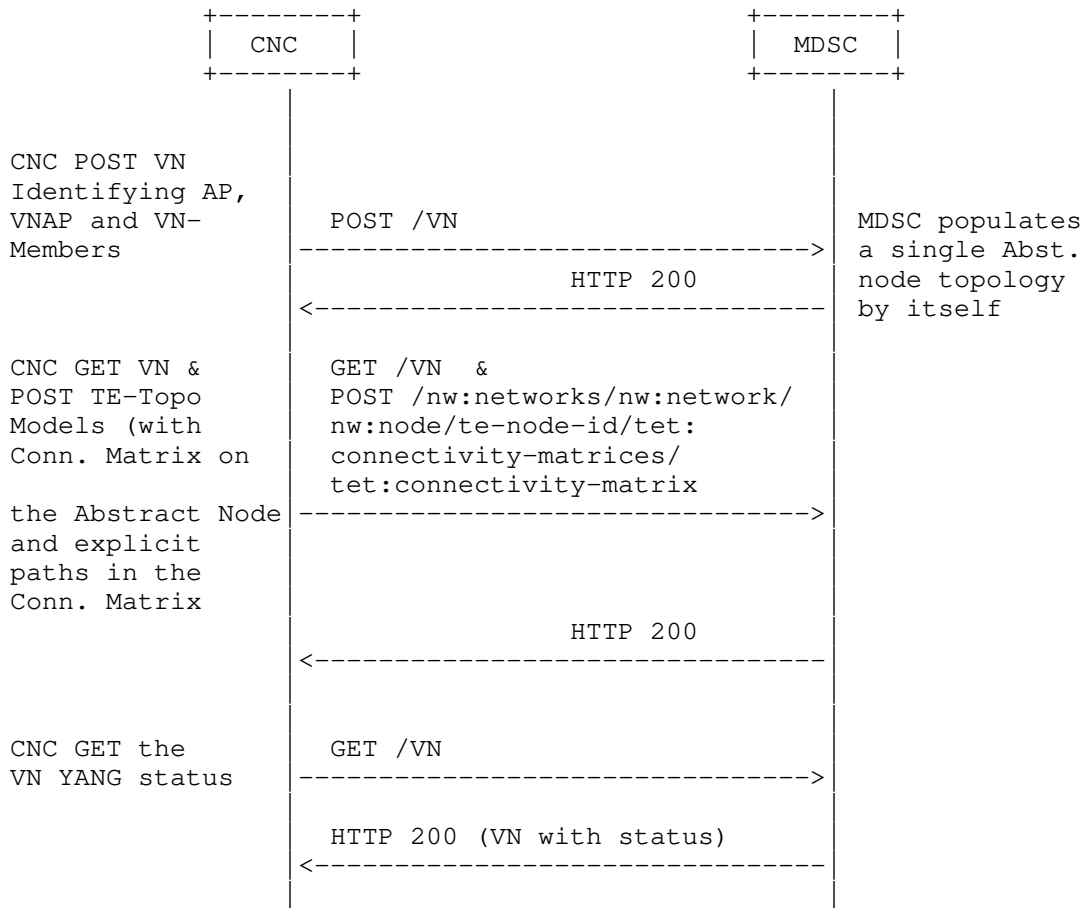 CNC MDSC
CNC POST VN
Identifying AP,
VNAP and VN- POST /VN MDSC populates
Members a single Abst.
HTTP 200 node topology
by itself
CNC GET VN & GET /VN &
POST TE-Topo POST /nw:networks/nw:network/
Models (with nw:node/te-node-id/tet:
Conn. Matrix on connectivity-matrices/
tet:connectivity-matrix
the Abstract Node
and explicit
paths in the
Conn. Matrix
HTTP 200
CNC GET the GET /VN
VN YANG status
HTTP 200 (VN with status)